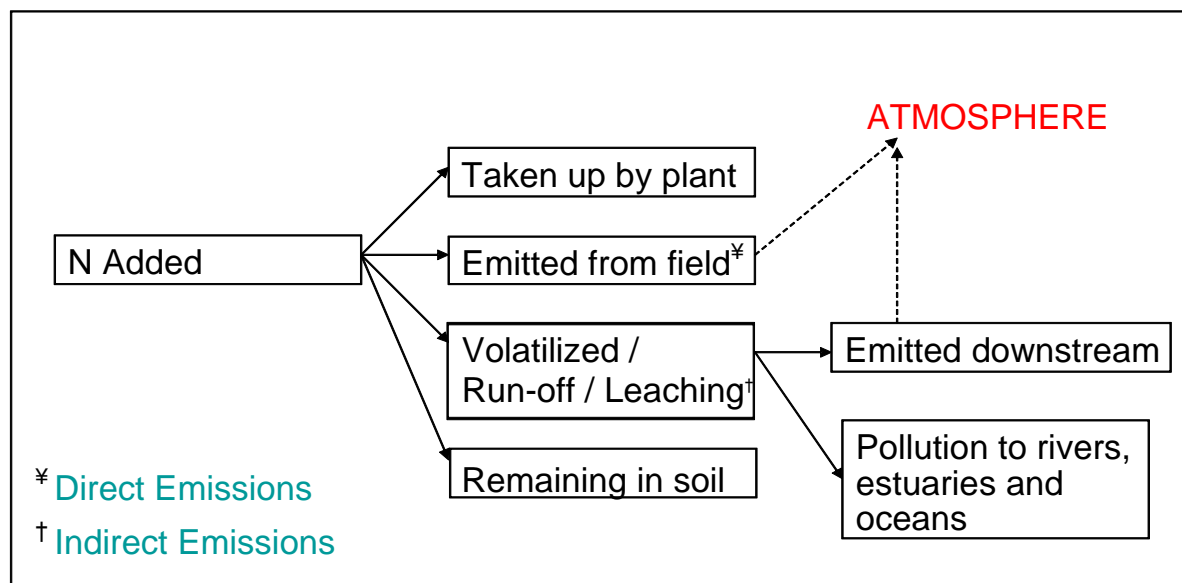 ATMOSPHERE
Taken up by plant
N Added
Emitted from field¥
Volatilized /
Run-off / Leaching†
Emitted downstream
Remaining in soil
Pollution to rivers,
estuaries and
oceans
¥ Direct Emissions
† Indirect Emissions